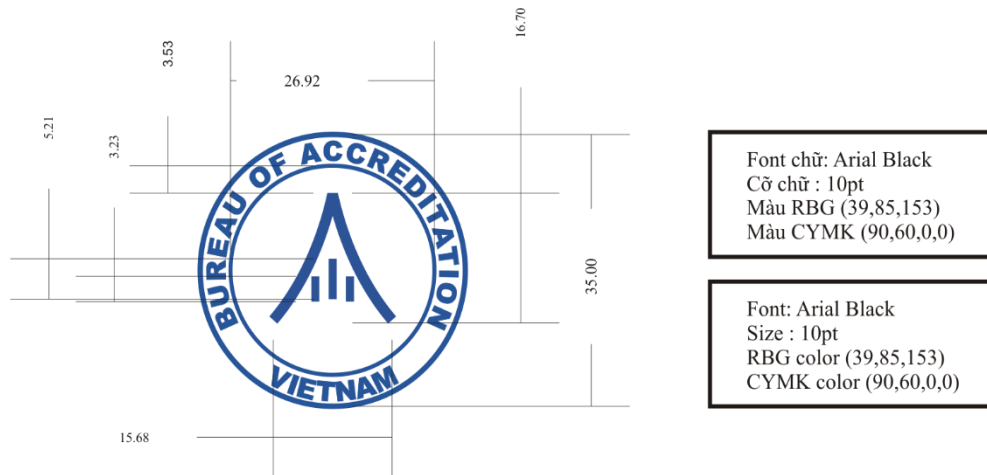 16.70
3.53
26.92
5.21
3.23
BUREAU OF ACCREDITATION
VIETNAM
35.00
15.68
Font chữ: Arial Black
Cỡ chữ : 10pt
Màu RBG (39,85,153)
Màu CYMK (90,60,0,0)
Font: Arial Black
Size : 10pt
RBG color (39,85,153)
CYMK color (90,60,0,0)